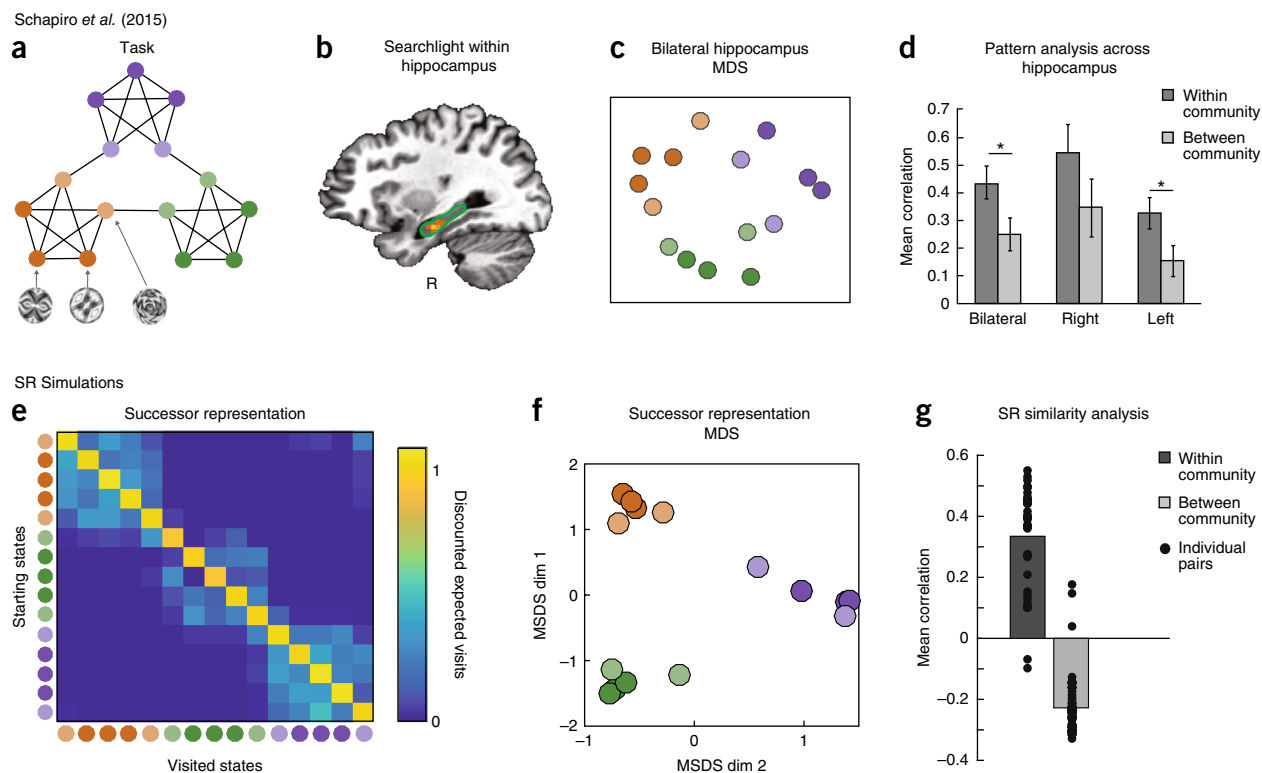 Schapiro et al. (2015)
a
Task
b
Searchlight within
hippocampus
R
c
Bilateral hippocampus
MDS
d
Pattern analysis across
hippocampus
Within
community
Between
community
Mean correlation
0.7
0.6
0.5
0.4
0.3
0.2
0.1
0
*
*
Bilateral
Right
Left
SR Simulations
e
Successor representation
Starting states
Visited states
1
0
Discounted expected visits
f
Successor representation
MDS
MSDS dim 1
2
1
0
−1
−2
−1
0
1
MSDS dim 2
g
SR similarity analysis
Within
community
Between
community
Individual
pairs
Mean correlation
0.6
0.4
0.2
0
−0.2
−0.4